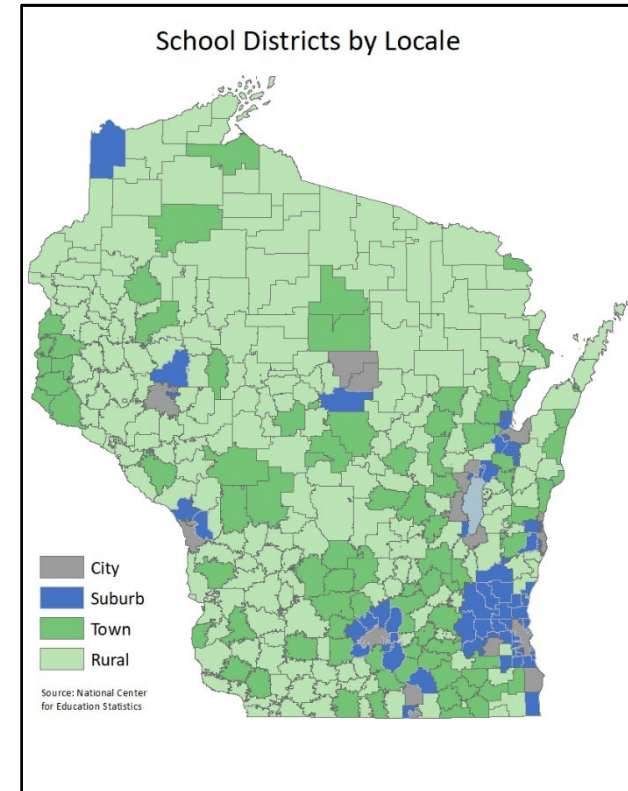 School Districts by Locale
City
Suburb
Town
Rural
Source: National Center
for Education Statistics